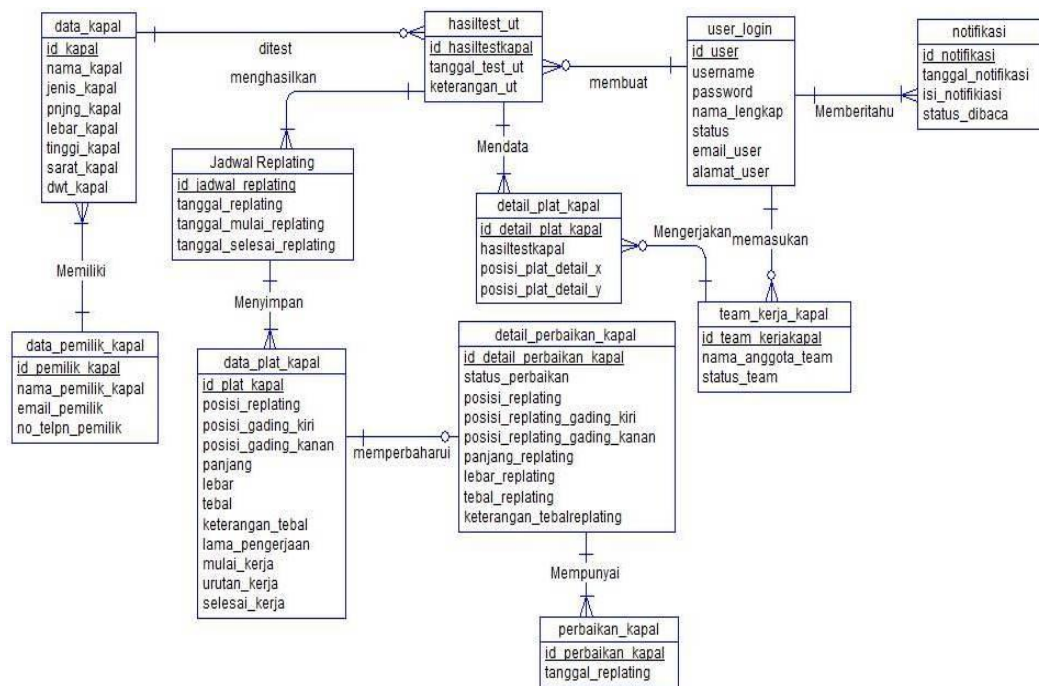 data_kapal
id_kapal
nama_kapal
jenis_kapal
pnjng_kapal
lebar_kapal
tinggi_kapal
sarat_kapal
dwt_kapal
ditest
hasiltest_ut
id_hasiltestkapal
tanggal_test_ut
keterangan_ut
membuat
user_login
id_user
username
password
nama_lengkap
status
email_user
alamat_user
Memberitahu
notifikasi
id_notifikasi
tanggal_notifikasi
isi_notifikiasi
status_dibaca
menghasilkan
Jadwal Replating
id_jadwal_replating
tanggal_replating
tanggal_mulai_replating
tanggal_selesai_replating
Mendata
detail_plat_kapal
id_detail_plat_kapal
hasiltestkapal
posisi_plat_detail_x
posisi_plat_detail_y
Mengerjakan
memasukan
team_kerja_kapal
id_team_kerjakapal
nama_anggota_team
status_team
Memiliki
data_pemilik_kapal
id_pemilik_kapal
nama_pemilik_kapal
email_pemilik
no_telpn_pemilik
Menyimpan
data_plat_kapal
id_plat_kapal
posisi_replating
posisi_gading_kiri
posisi_gading_kanan
panjang
lebar
tebal
keterangan_tebal
lama_pengerjaan
mulai_kerja
urutan_kerja
selesai_kerja
memperbaharui
detail_perbaikan_kapal
id_detail_perbaikan_kapal
status_perbaikan
posisi_replating
posisi_replating_gading_kiri
posisi_replating_gading_kanan
panjang_replating
lebar_replating
tebal_replating
keterangan_tebalreplating
Mempunyai
perbaikan_kapal
id_perbaikan_kapal
tanggal_replating